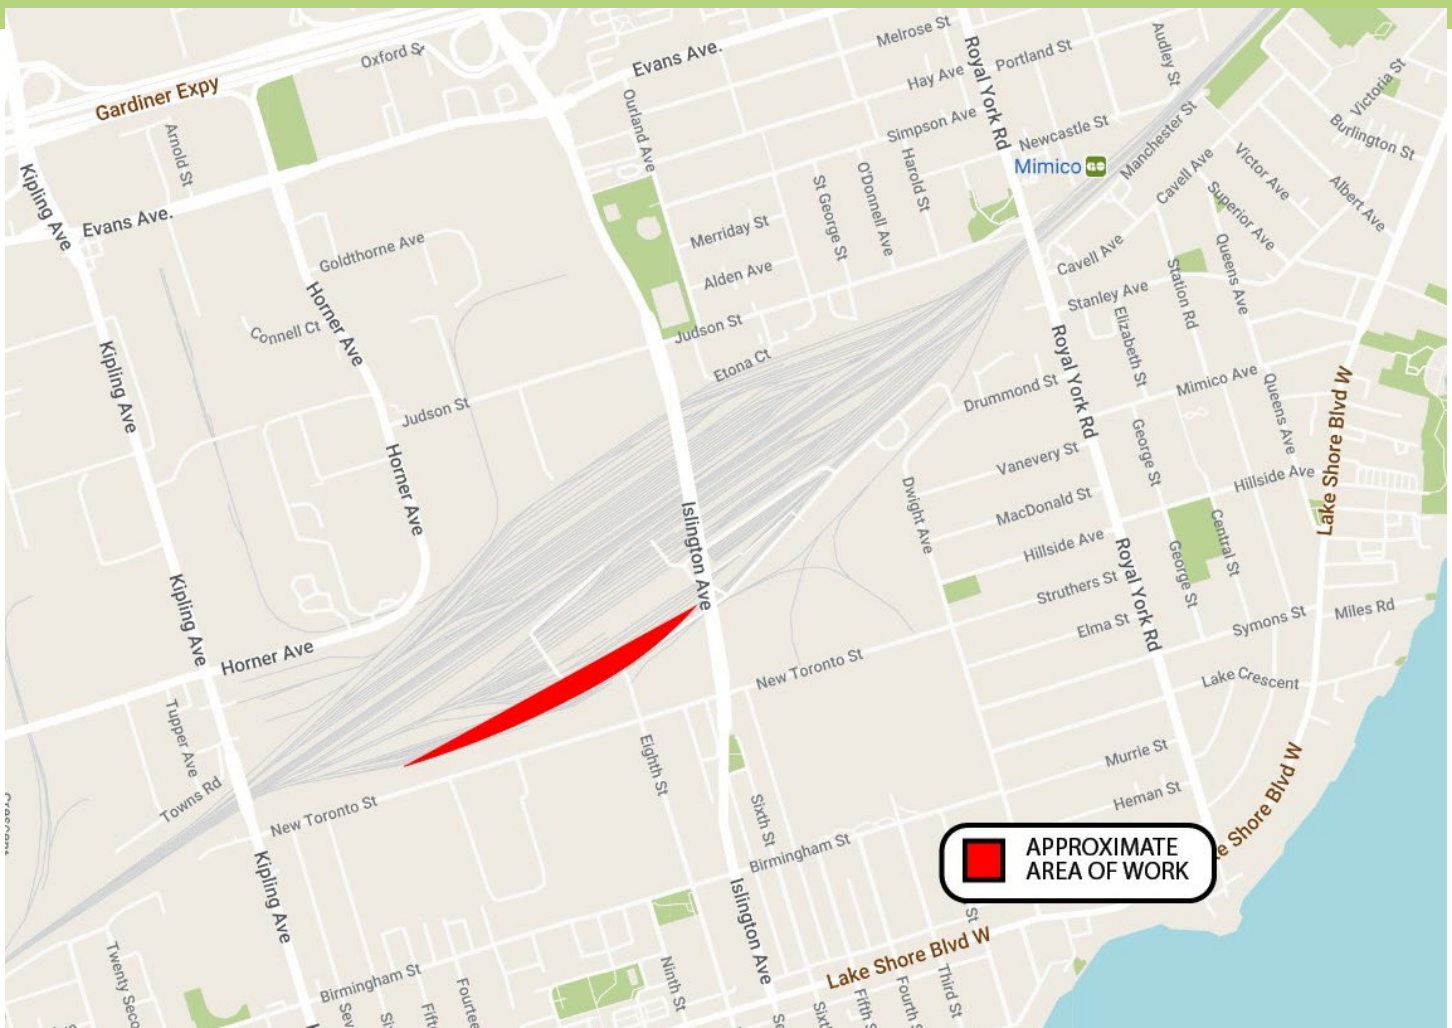 Melrose St
Audley St
Oxford St
Royal York Rd
Portland St
Evans Ave.
Hay Ave
Victoria St
Gardiner Expy
Ourland Ave
Simpson Ave
Newcastle St
Manchester St
Burlington St
Arnold St
Mimico GO
Kipling Ave
O'Donnell Ave
Harold St
St George St
Cavell Ave
Victor Ave
Superior Ave
Albert Ave
Evans Ave.
Merriday St
Goldthorne Ave
Alden Ave
Cavell Ave
Station Rd
Queens Ave
Stanley Ave
Horner Ave
Connell Ct
Judson St
Elizabeth St
Etona Ct
Royal York Rd
Kipling Ave
Drummond St
Mimico Ave
Queens Ave
Lake Shore Blvd W
Judson St
Horner Ave
Vanevery St
George St
Hillside Ave
Dwight Ave
MacDonald St
Central St
Islington Ave
Hillside Ave
George St
Royal York Rd
Struthers St
Kipling Ave
Elma St
Symons St
Miles Rd
Horner Ave
New Toronto St
Lake Crescent
Tupper Ave
Eighth St
Murrie St
Towns Rd
Heman St
New Toronto St
Sixth St
Birmingham St
APPROXIMATE
AREA OF WORK
Shore Blvd W
Kipling Ave
Islington Ave
St
Lake Shore Blvd W
Birmingham St
Ninth St
Third St
Fourth S
Fifth S
Twenty Seco
Fourtee